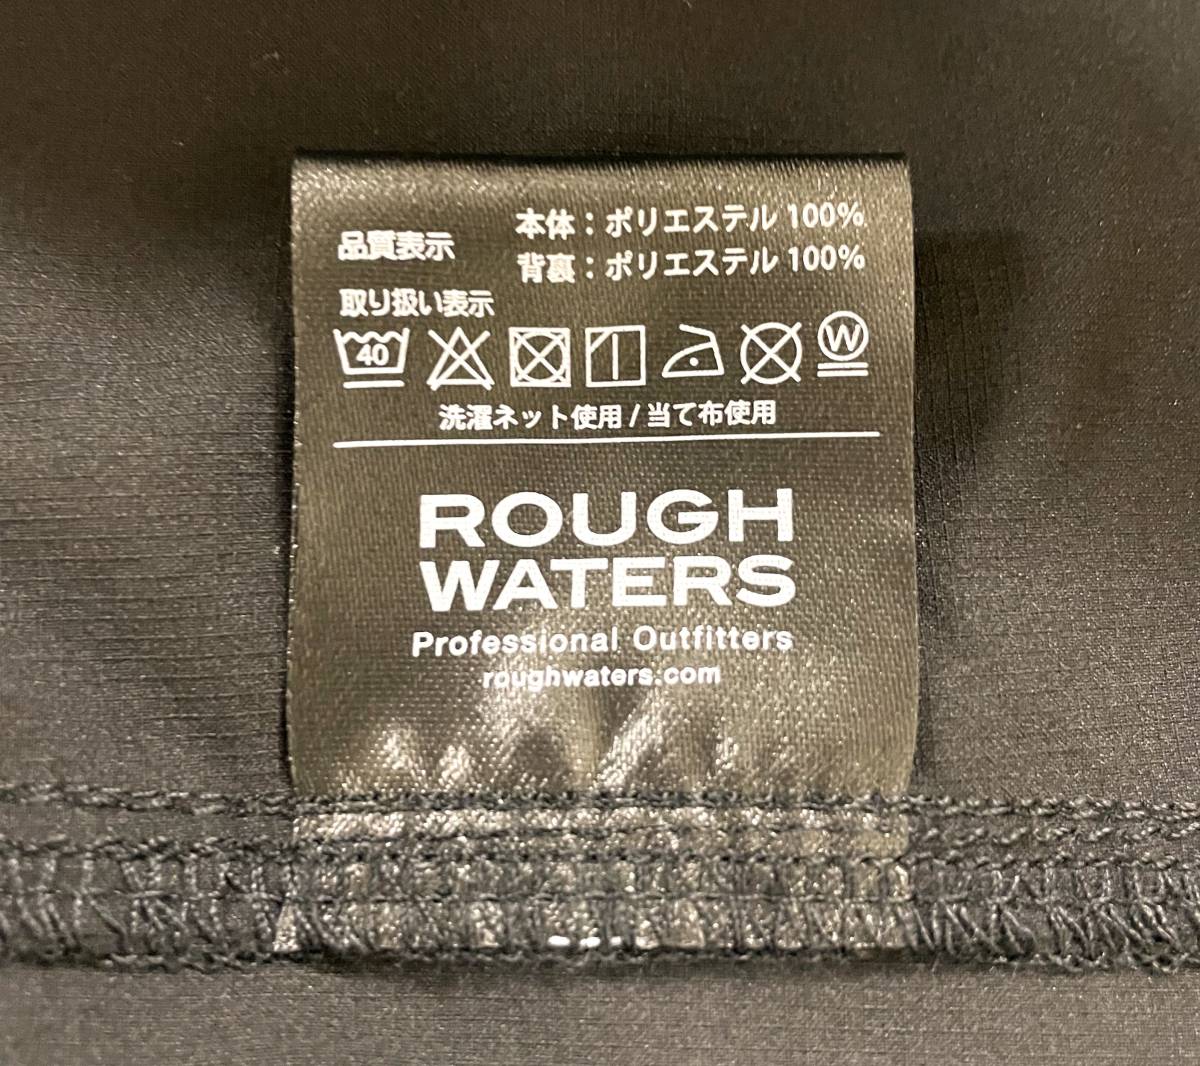 品質表示
本体：ポリエステル 100%
背裏：ポリエステル 100%
取り扱い表示
40
W
洗濯ネット使用 / 当て布使用
ROUGH
WATERS
Professional Outfitters
roughwaters.com